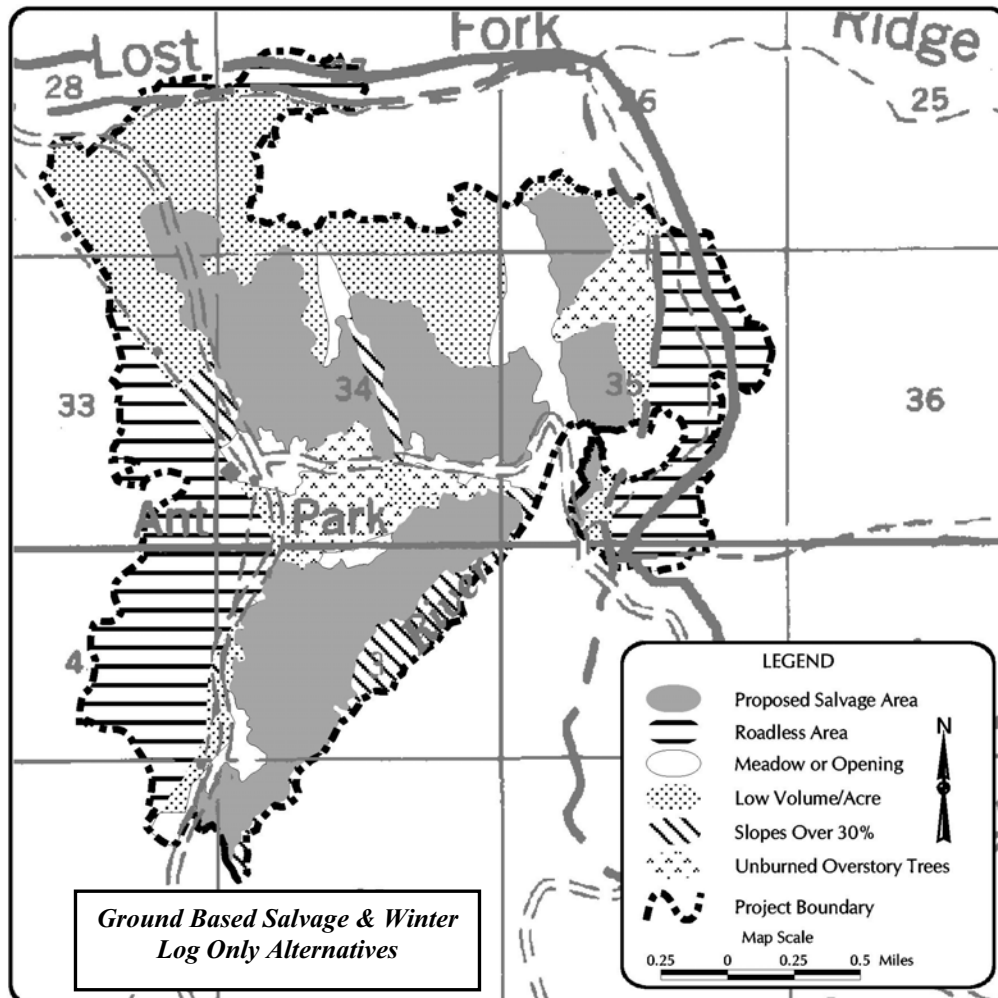 Lost Fork Ridge
28
26
25
33
34
35
36
Ant Park
River
4
3
LEGEND
Proposed Salvage Area
Roadless Area
Meadow or Opening
Low Volume/Acre
Slopes Over 30%
Unburned Overstory Trees
Project Boundary
N
Map Scale
0.25 0 0.25 0.5 Miles
Ground Based Salvage & Winter
Log Only Alternatives